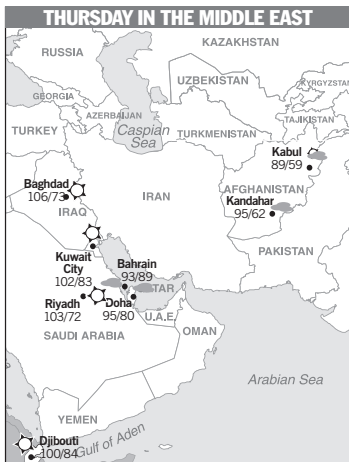 THURSDAY IN THE MIDDLE EAST
KAZAKHSTAN
RUSSIA
UZBEKISTAN
KYRGYZSTAN
GEORGIA
AZERBAIJAN
TAJIKISTAN
TURKEY
Caspian
Sea
TURKMENISTAN
Kabul
89/59
Baghdad
106/73
IRAQ
IRAN
AFGHANISTAN
Kandahar
95/62
PAKISTAN
Kuwait
City
102/83
Bahrain
93/89
Riyadh
103/72
Doha
95/80
TAR
U.A.E.
SAUDI ARABIA
OMAN
Arabian Sea
YEMEN
Djibouti
100/84
Gulf of Aden